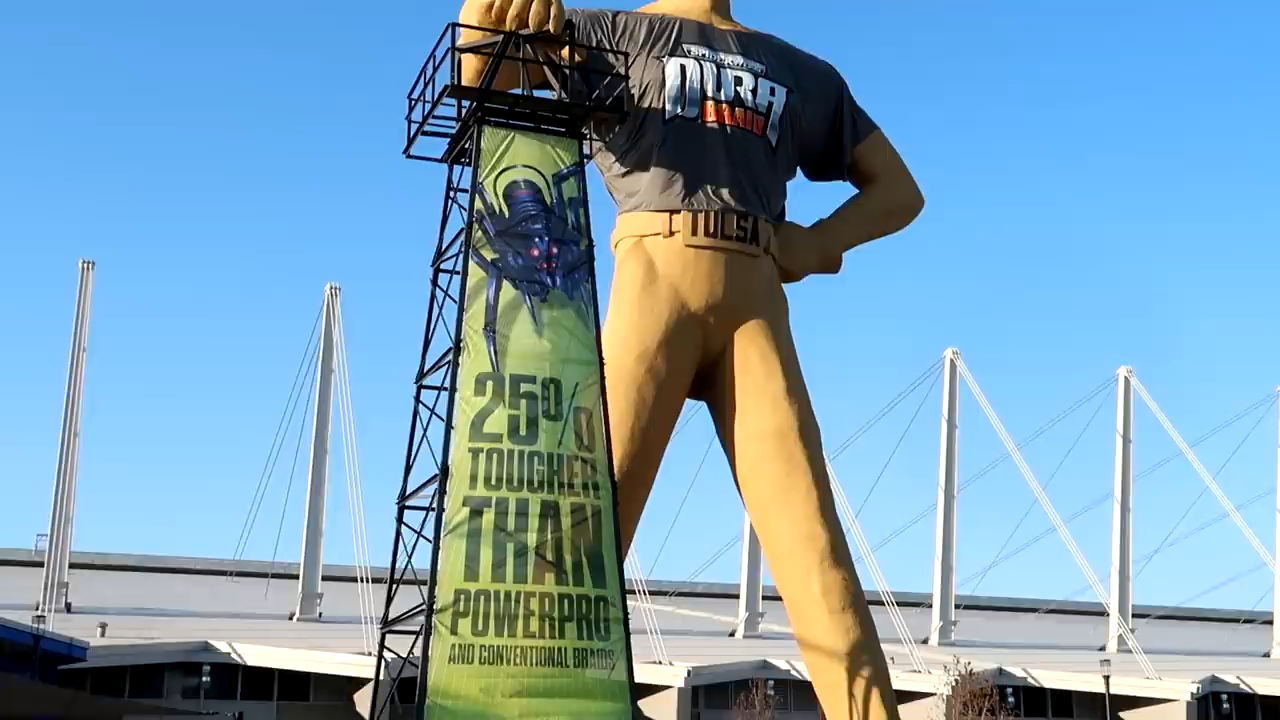 SPIDERWIRE
DURA
BRAID
TULSA
25%
TOUGHER
THAN
POWERPRO
AND CONVENTIONAL BRAIDS